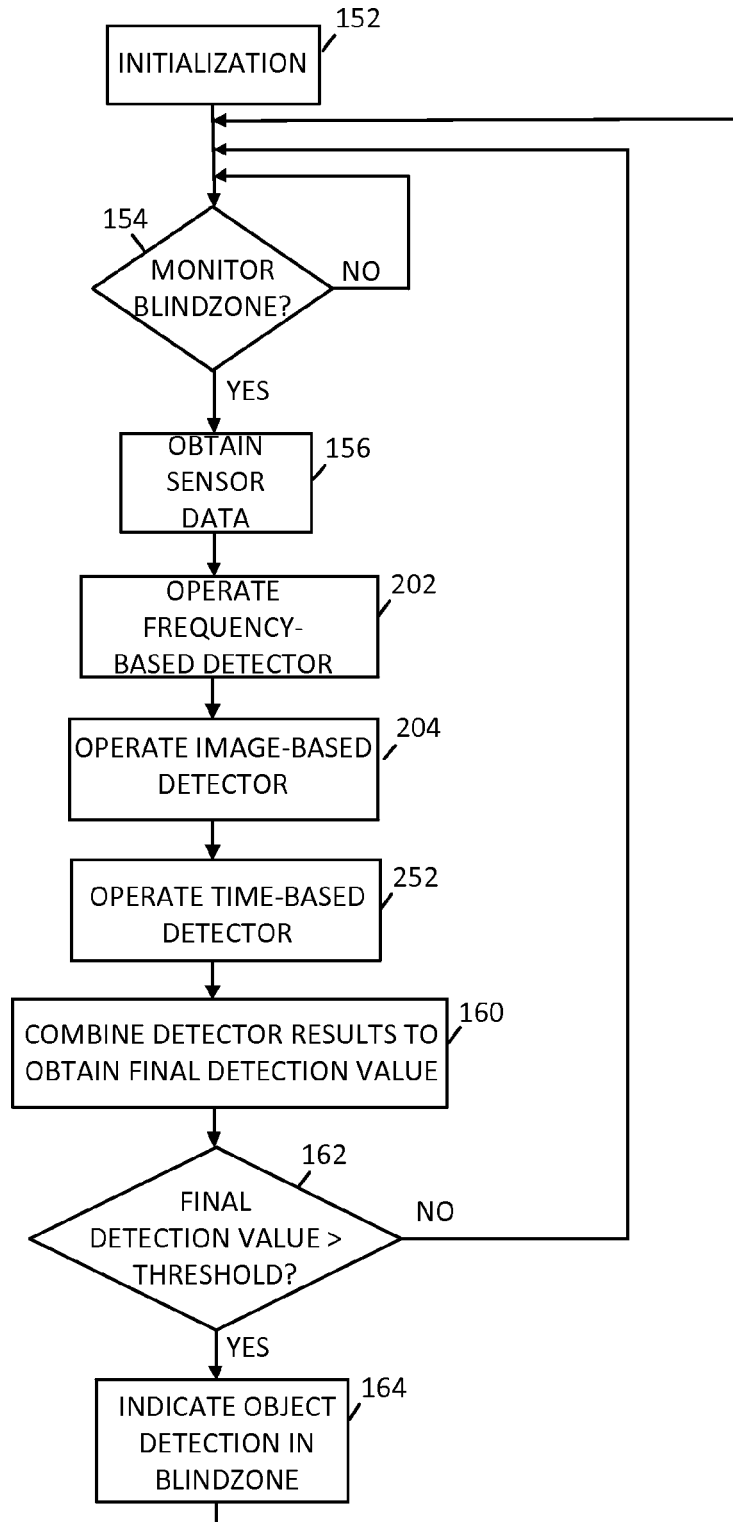 152
INITIALIZATION
154
MONITOR
BLINDZONE?
NO
YES
OBTAIN
SENSOR
DATA
156
OPERATE
FREQUENCY-
BASED DETECTOR
202
OPERATE IMAGE-BASED
DETECTOR
204
OPERATE TIME-BASED
DETECTOR
252
COMBINE DETECTOR RESULTS TO
OBTAIN FINAL DETECTION VALUE
160
162
FINAL
DETECTION VALUE >
THRESHOLD?
NO
YES
INDICATE OBJECT
DETECTION IN
BLINDZONE
164